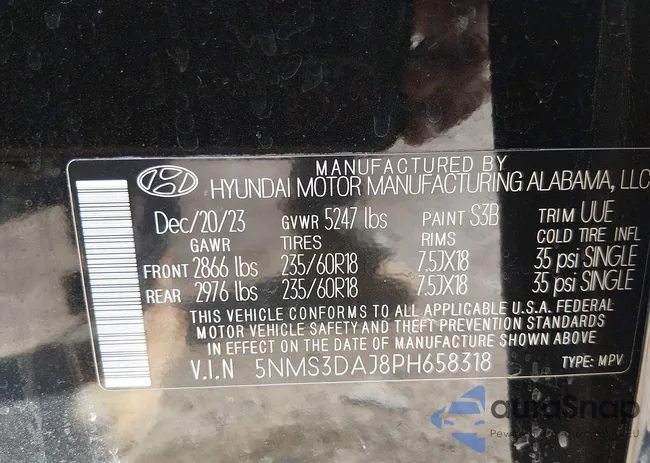 MANUFACTURED BY
HYUNDAI MOTOR MANUFACTURING ALABAMA, LLC
Dec/20/23 GVWR 5247 lbs PAINT S3B TRIM UUE
GAWR TIRES RIMS COLD TIRE INFL
FRONT 2866 lbs 235/60R18 7.5JX18 35 psi SINGLE
REAR 2976 lbs 235/60R18 7.5JX18 35 psi SINGLE
THIS VEHICLE CONFORMS TO ALL APPLICABLE U.S.A. FEDERAL
MOTOR VEHICLE SAFETY AND THEFT PREVENTION STANDARDS
IN EFFECT ON THE DATE OF MANUFACTURE SHOWN ABOVE
V.I.N 5NMS3DAJ8PH658318 TYPE: MPV
auraSnap